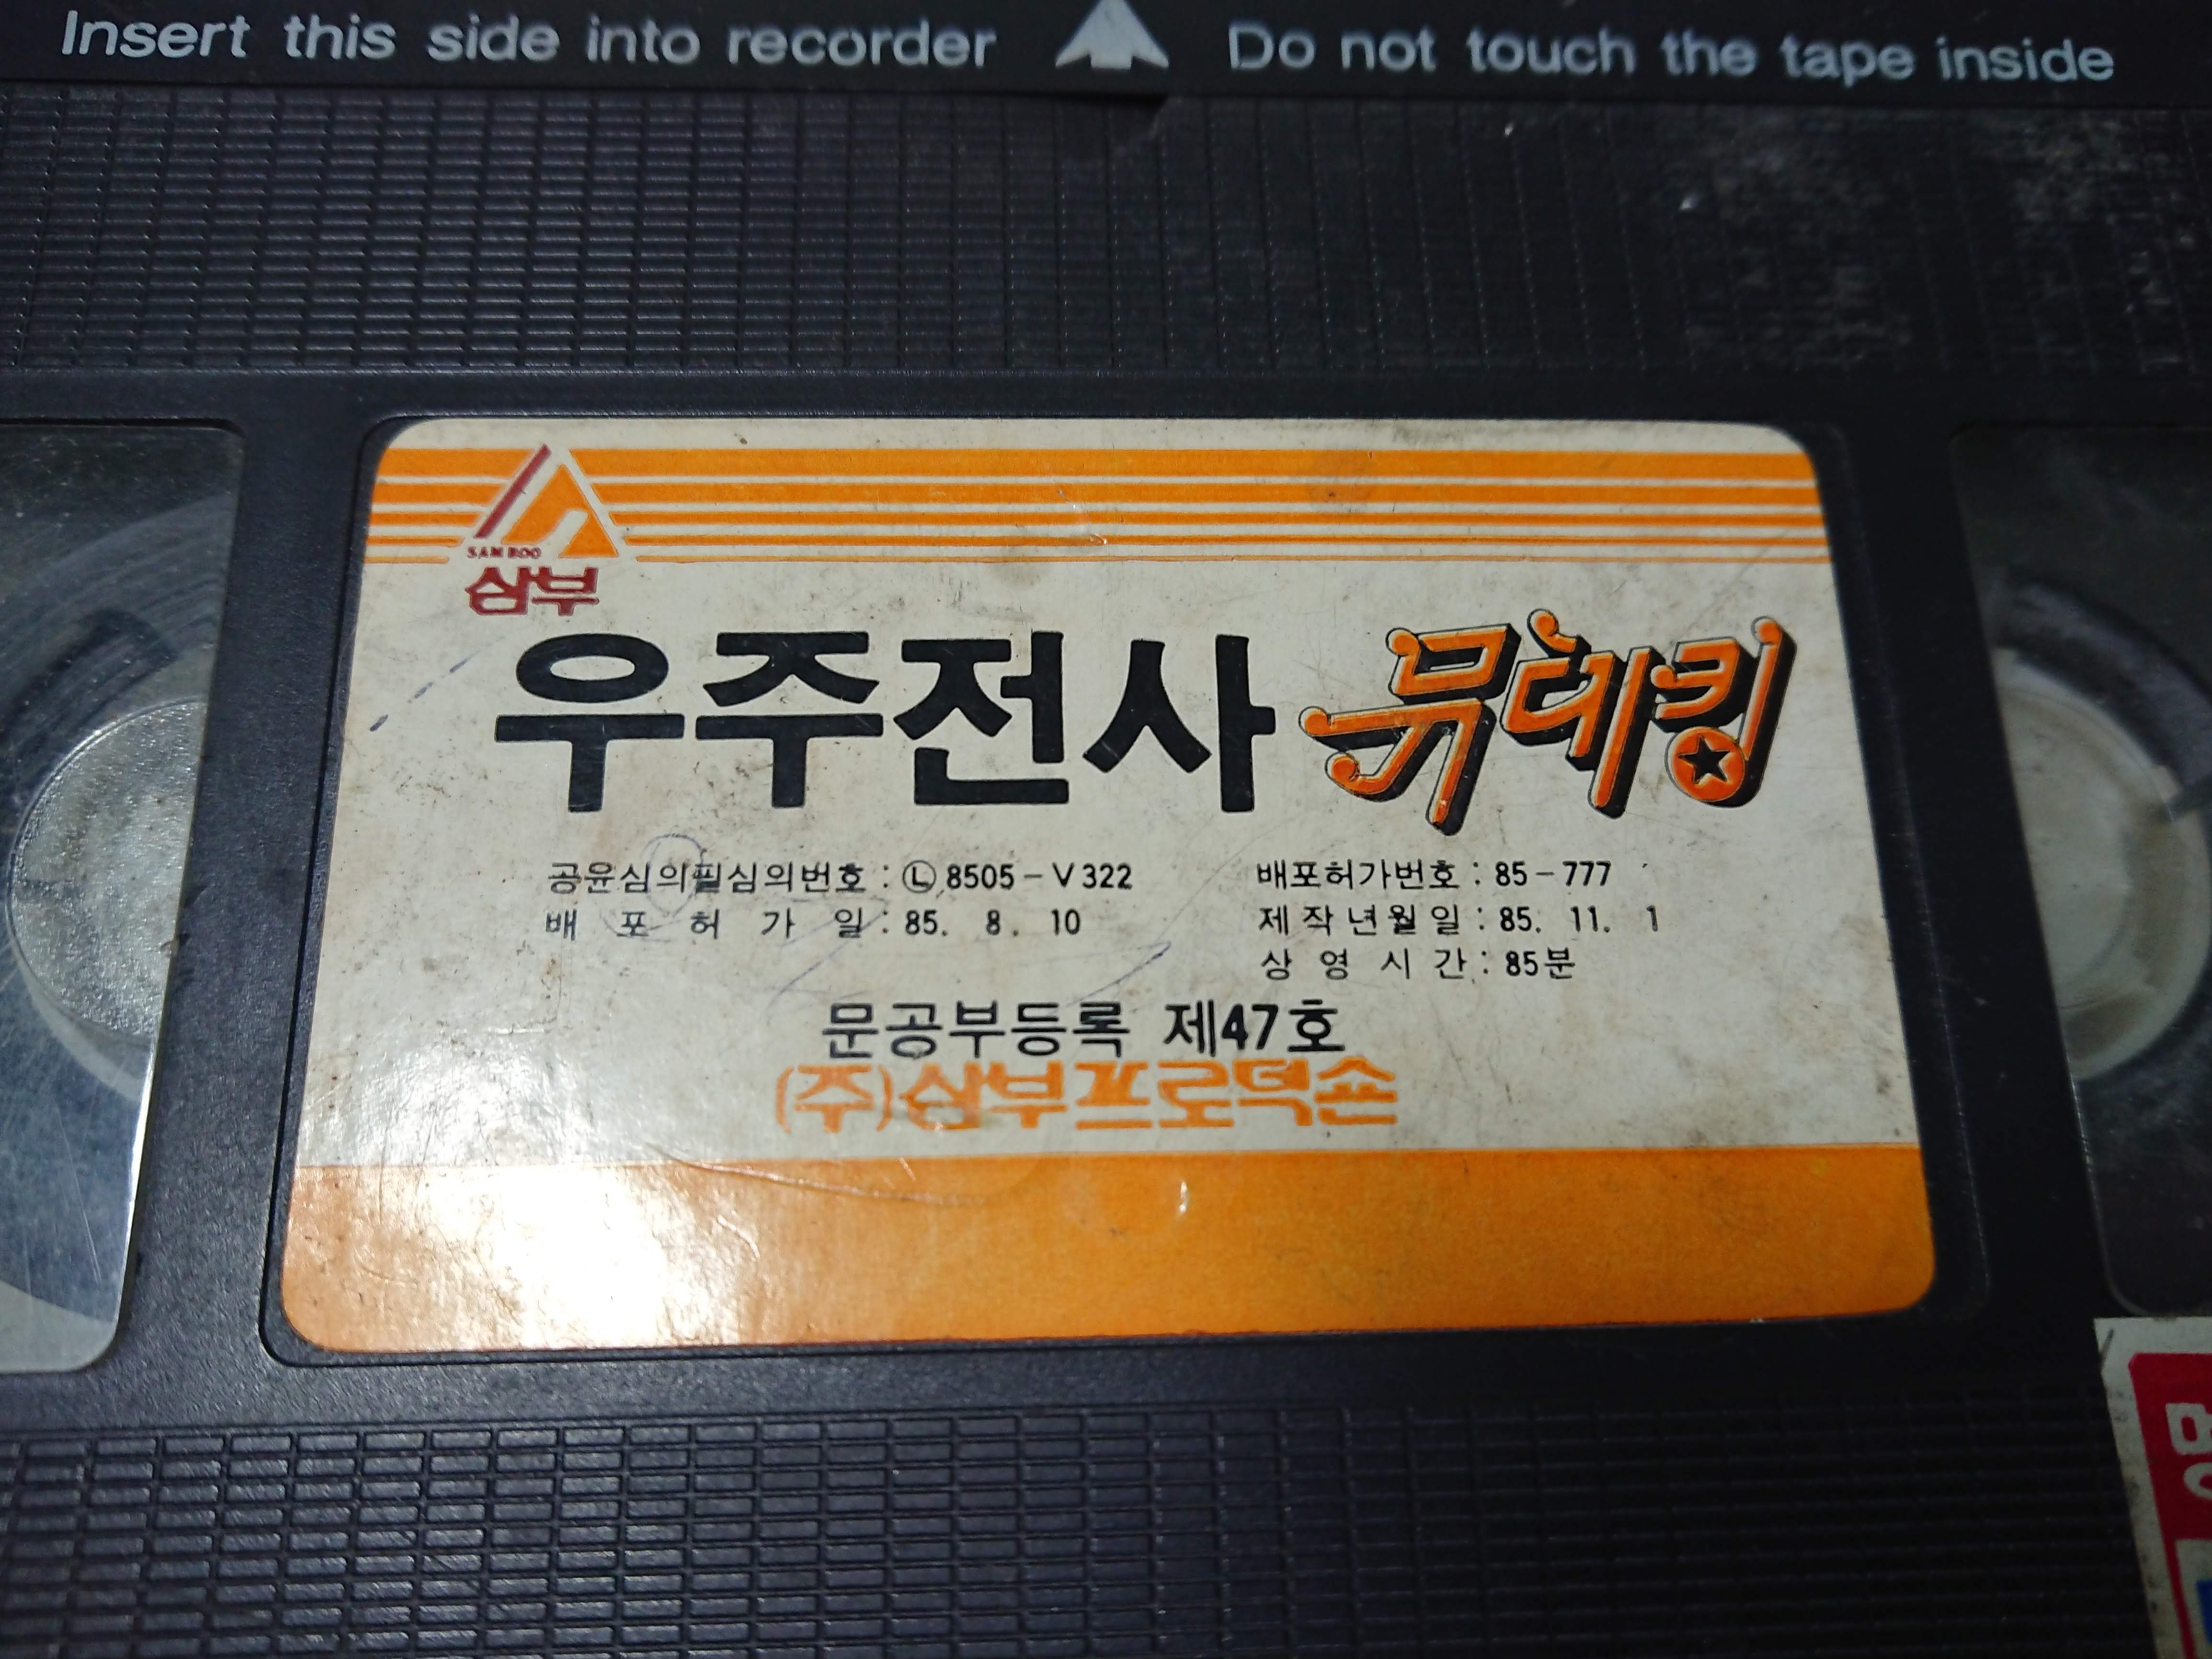 Insert this side into recorder Do not touch the tape inside
SAM BOO
삼부
우주전사 뮤테킹
공윤심의필심의번호 : Ⓛ 8505-V322 배포허가번호 : 85-777
배포허가일 : 85. 8. 10 제작년월일 : 85. 11. 1
상영시간 : 85분
문공부등록 제47호
(주)삼부프로덕숀